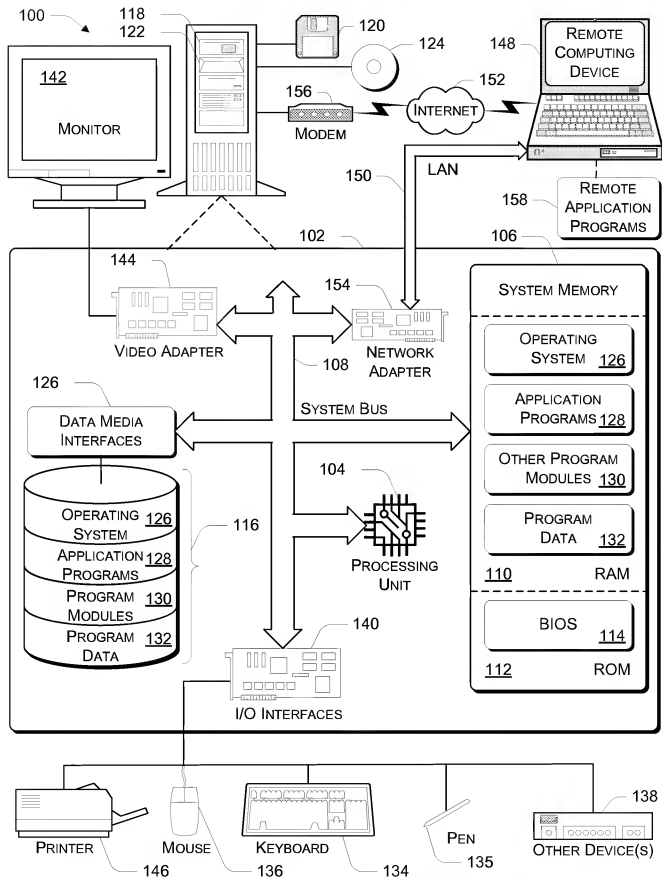 100
118
122
120
124
148
REMOTE
COMPUTING
DEVICE
142
MONITOR
156
MODEM
152
INTERNET
150
LAN
158
REMOTE
APPLICATION
PROGRAMS
102
106
144
VIDEO ADAPTER
154
NETWORK
ADAPTER
108
SYSTEM BUS
SYSTEM MEMORY
OPERATING
SYSTEM 126
APPLICATION
PROGRAMS 128
OTHER PROGRAM
MODULES 130
PROGRAM
DATA 132
110 RAM
BIOS 114
112 ROM
126
DATA MEDIA
INTERFACES
OPERATING
SYSTEM 126
APPLICATION
PROGRAMS 128
PROGRAM
MODULES 130
PROGRAM
DATA 132
116
104
PROCESSING
UNIT
140
I/O INTERFACES
PRINTER
146
MOUSE
136
KEYBOARD
134
PEN
135
138
OTHER DEVICE(S)